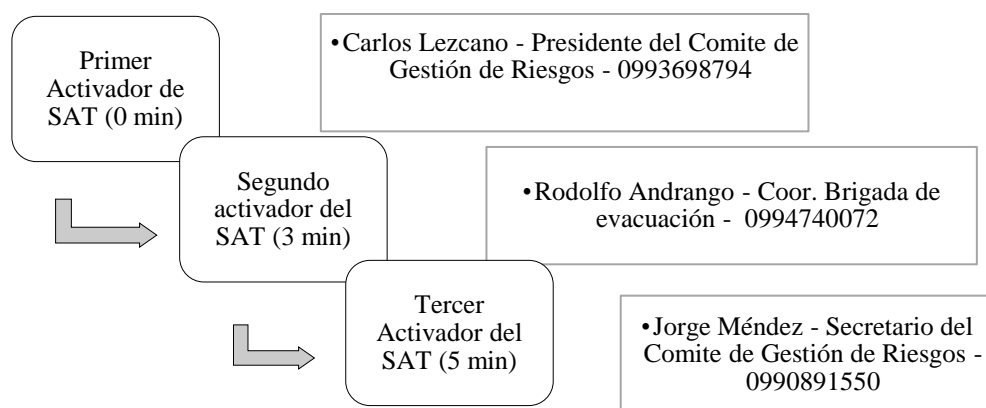 Primer
Activador de
SAT (0 min)
•Carlos Lezcano - Presidente del Comite de
Gestión de Riesgos - 0993698794
Segundo
activador del
SAT (3 min)
•Rodolfo Andrango - Coor. Brigada de
evacuación - 0994740072
Tercer
Activador del
SAT (5 min)
•Jorge Méndez - Secretario del
Comite de Gestión de Riesgos -
0990891550